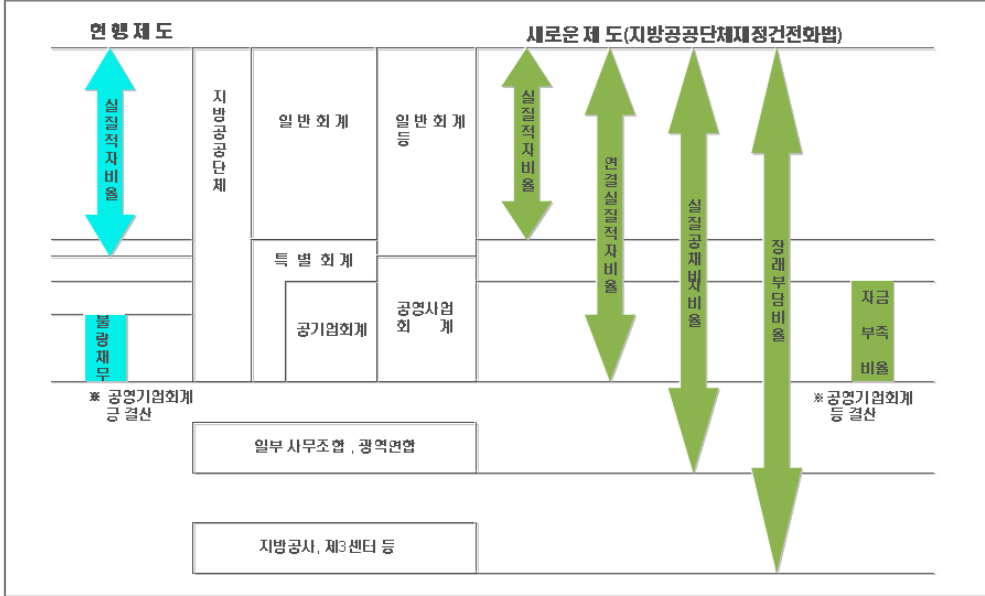 현행제도
새로운 제도(지방공공단체재정건전화법)
실질적자비율
지방공공단체
일반회계
일반회계
등
실질적자비율
연결실질적자비율
실질공채비
자비율
장래부담비율
특별회계
공기업회계
공영사업
회 계
불량재무
자금
부족
비율
※ 공영기업회계
긍 결산
※공영기업회계
등 결산
일부 사무조합 , 광역연합
지방공사, 제3센터 등